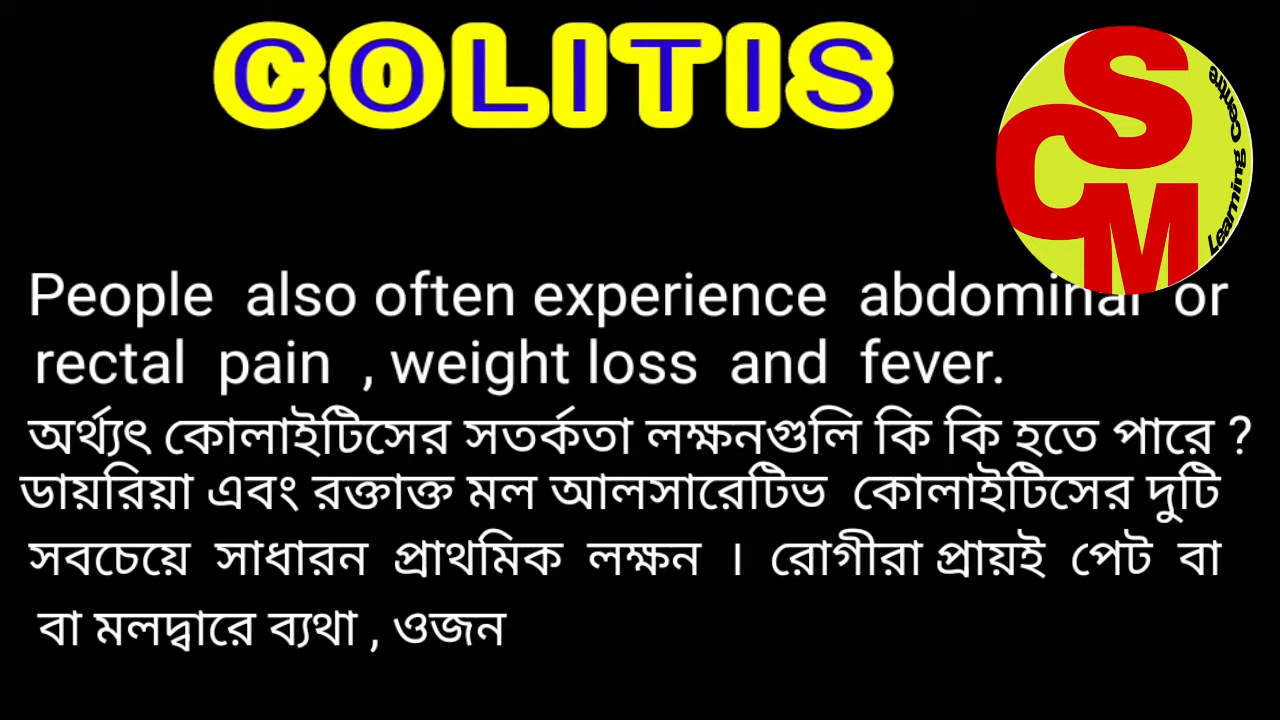 COLITIS
S
C
M
Learning Centre
People also often experience abdominal or
rectal pain , weight loss and fever.
অর্থ্যৎ কোলাইটিসের সতর্কতা লক্ষনগুলি কি কি হতে পারে ?
ডায়রিয়া এবং রক্তাক্ত মল আলসারেটিভ কোলাইটিসের দুটি
সবচেয়ে সাধারন প্রাথমিক লক্ষন । রোগীরা প্রায়ই পেট বা
বা মলদ্বারে ব্যথা , ওজন